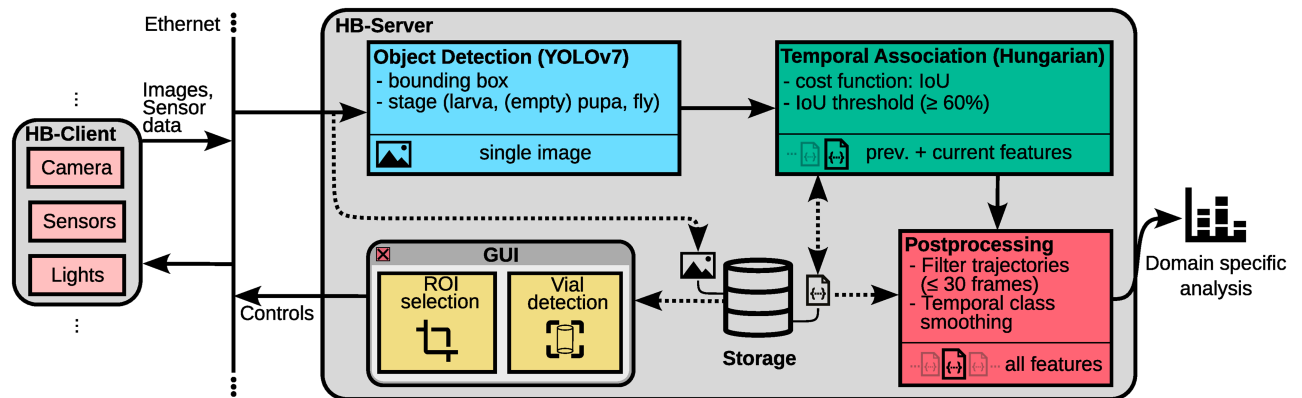 Ethernet
Images,
Sensor
data
HB-Client
Camera
Sensors
Lights
Controls
HB-Server
Object Detection (YOLOv7)
- bounding box
- stage (larva, (empty) pupa, fly)
single image
Temporal Association (Hungarian)
- cost function: IoU
- IoU threshold (≥ 60%)
prev. + current features
GUI
ROI
selection
Vial
detection
Storage
Postprocessing
- Filter trajectories
(≤ 30 frames)
- Temporal class
smoothing
all features
Domain specific
analysis